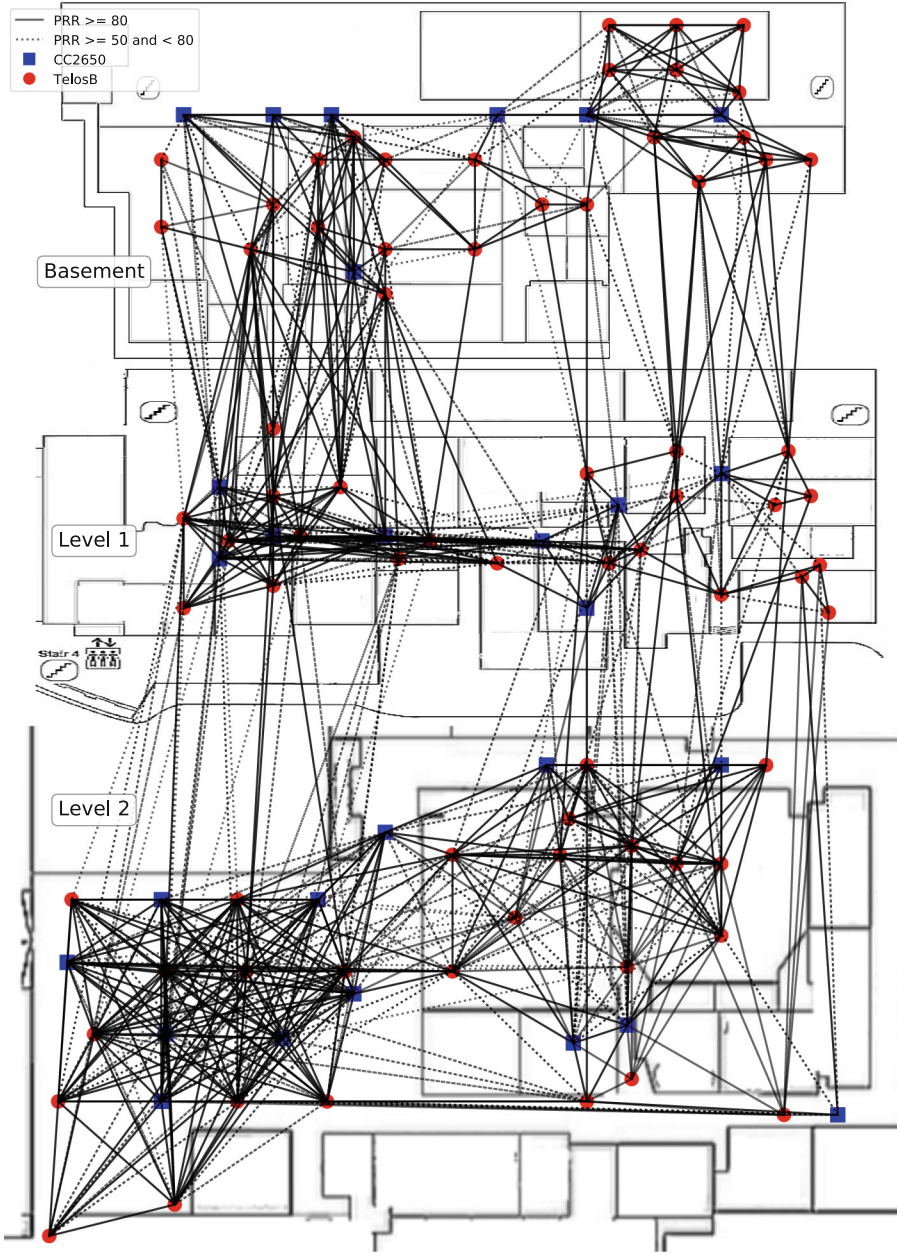 PRR >= 80
PRR >= 50 and < 80
CC2650
TelosB
Basement
Level 1
Stair 4
Level 2